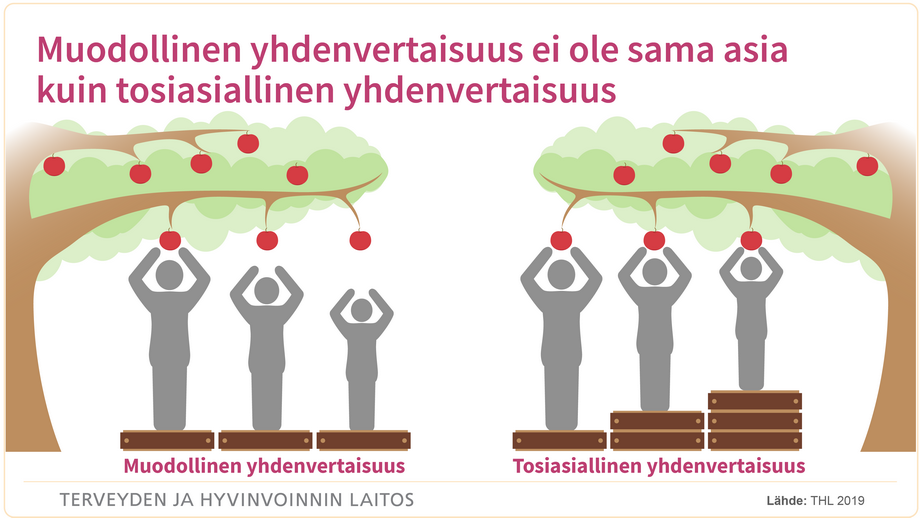 Muodollinen yhdenvertaisuus ei ole sama asia
kuin tosiasiallinen yhdenvertaisuus
Muodollinen yhdenvertaisuus
Tosiasiallinen yhdenvertaisuus
TERVEYDEN JA HYVINVOINNIN LAITOS
Lähde: THL 2019